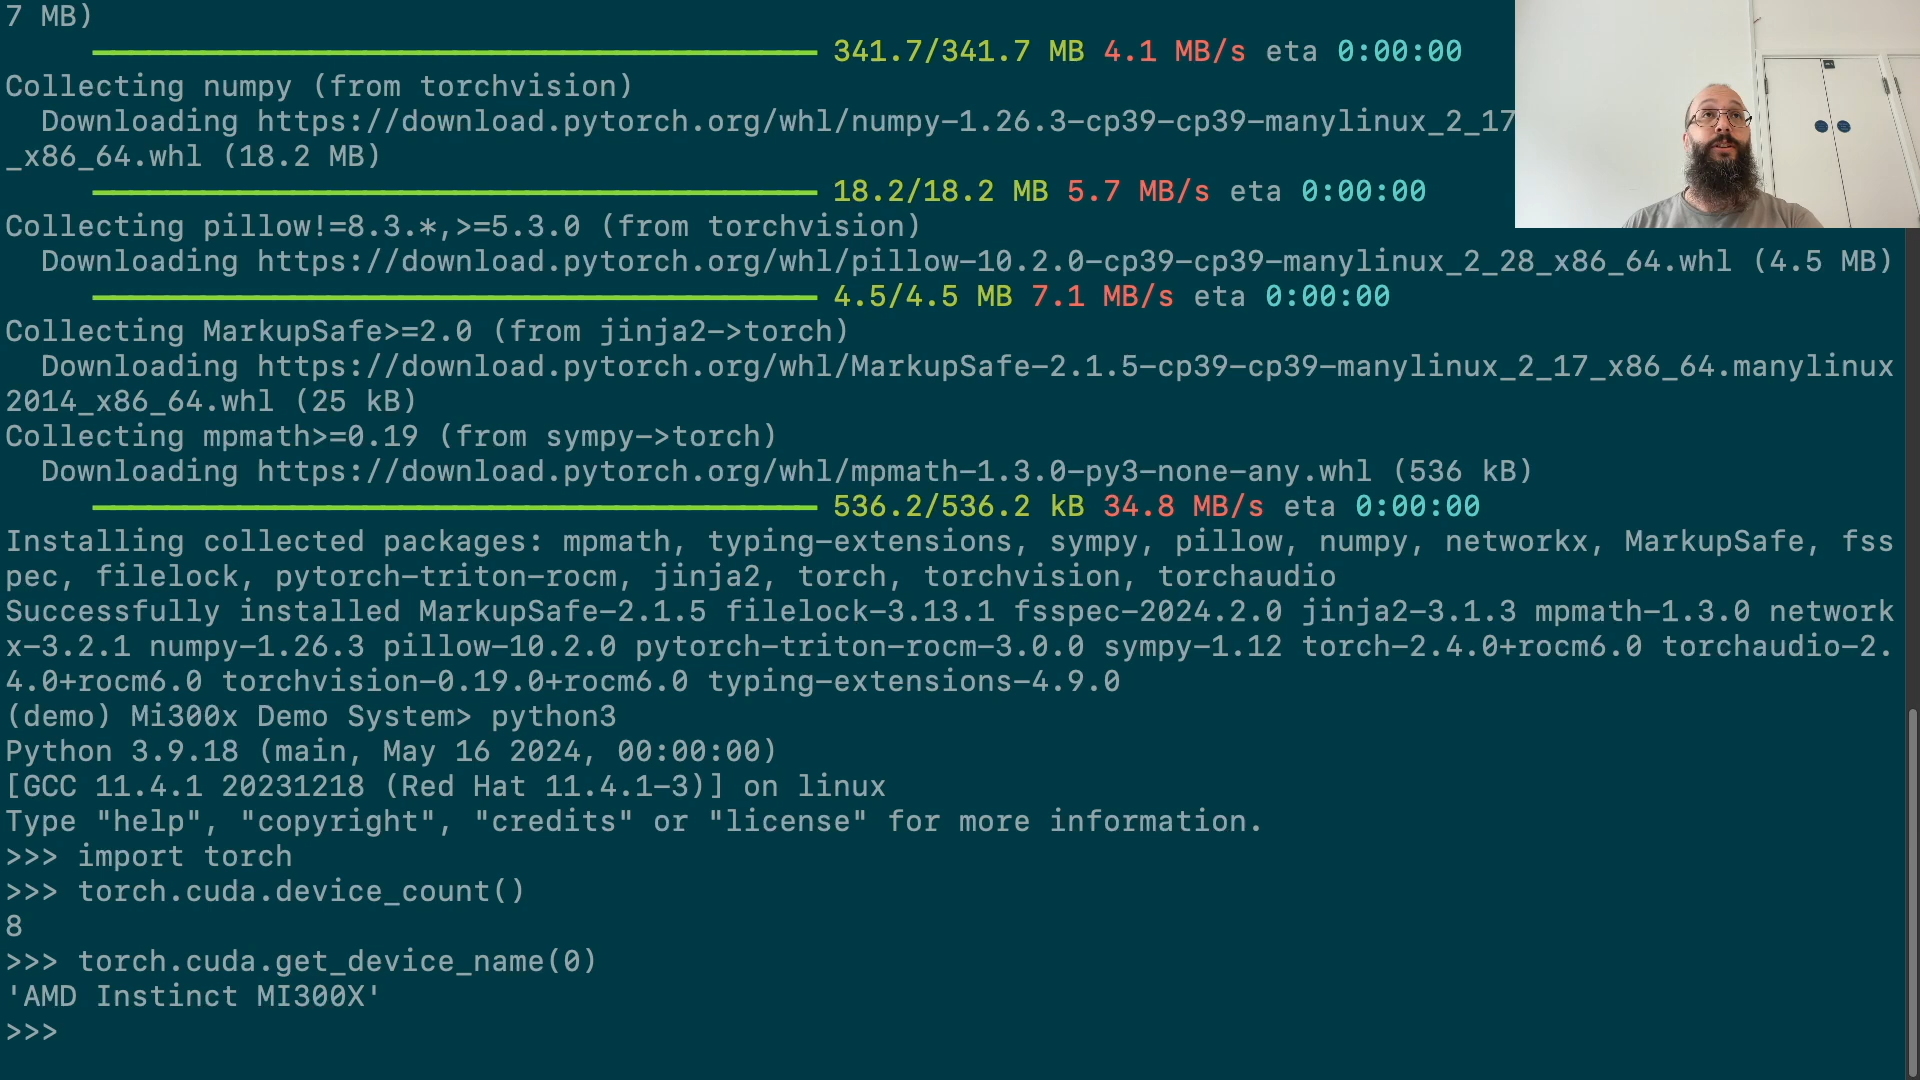 7 MB)
341.7/341.7 MB 4.1 MB/s eta 0:00:00
Collecting numpy (from torchvision)
Downloading https://download.pytorch.org/whl/numpy-1.26.3-cp39-cp39-manylinux_2_17
_x86_64.whl (18.2 MB)
18.2/18.2 MB 5.7 MB/s eta 0:00:00
Collecting pillow!=8.3.*,>=5.3.0 (from torchvision)
Downloading https://download.pytorch.org/whl/pillow-10.2.0-cp39-cp39-manylinux_2_28_x86_64.whl (4.5 MB)
4.5/4.5 MB 7.1 MB/s eta 0:00:00
Collecting MarkupSafe>=2.0 (from jinja2->torch)
Downloading https://download.pytorch.org/whl/MarkupSafe-2.1.5-cp39-cp39-manylinux_2_17_x86_64.manylinux
2014_x86_64.whl (25 kB)
Collecting mpmath>=0.19 (from sympy->torch)
Downloading https://download.pytorch.org/whl/mpmath-1.3.0-py3-none-any.whl (536 kB)
536.2/536.2 kB 34.8 MB/s eta 0:00:00
Installing collected packages: mpmath, typing-extensions, sympy, pillow, numpy, networkx, MarkupSafe, fss
pec, filelock, pytorch-triton-rocm, jinja2, torch, torchvision, torchaudio
Successfully installed MarkupSafe-2.1.5 filelock-3.13.1 fsspec-2024.2.0 jinja2-3.1.3 mpmath-1.3.0 network
x-3.2.1 numpy-1.26.3 pillow-10.2.0 pytorch-triton-rocm-3.0.0 sympy-1.12 torch-2.4.0+rocm6.0 torchaudio-2.
4.0+rocm6.0 torchvision-0.19.0+rocm6.0 typing-extensions-4.9.0
(demo) Mi300x Demo System> python3
Python 3.9.18 (main, May 16 2024, 00:00:00)
[GCC 11.4.1 20231218 (Red Hat 11.4.1-3)] on linux
Type "help", "copyright", "credits" or "license" for more information.
>>> import torch
>>> torch.cuda.device_count()
8
>>> torch.cuda.get_device_name(0)
'AMD Instinct MI300X'
>>>